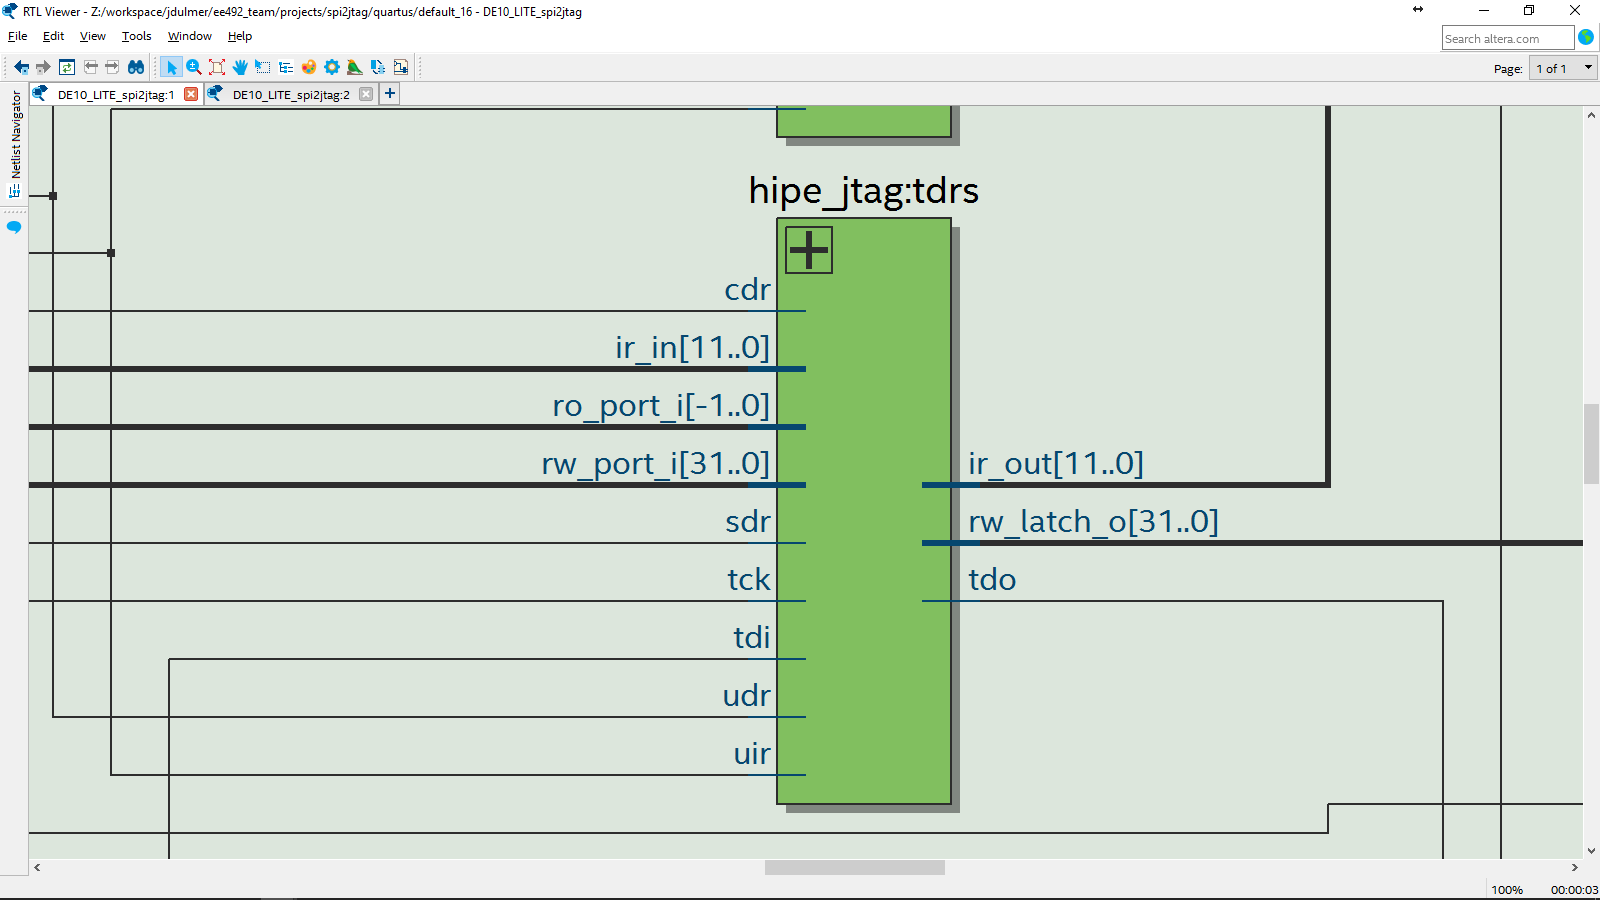 RTL Viewer - Z:/workspace/jdulmer/ee492_team/projects/spi2jtag/quartus/default_16 - DE10_LITE_spi2jtag
File Edit View Tools Window Help
Search altera.com
Page: 1 of 1
DE10_LITE_spi2jtag:1 DE10_LITE_spi2jtag:2
Netlist Navigator
hipe_jtag:tdrs
cdr
ir_in[11..0]
ro_port_i[-1..0]
rw_port_i[31..0] ir_out[11..0]
sdr rw_latch_o[31..0]
tck tdo
tdi
udr
uir
100% 00:00:03